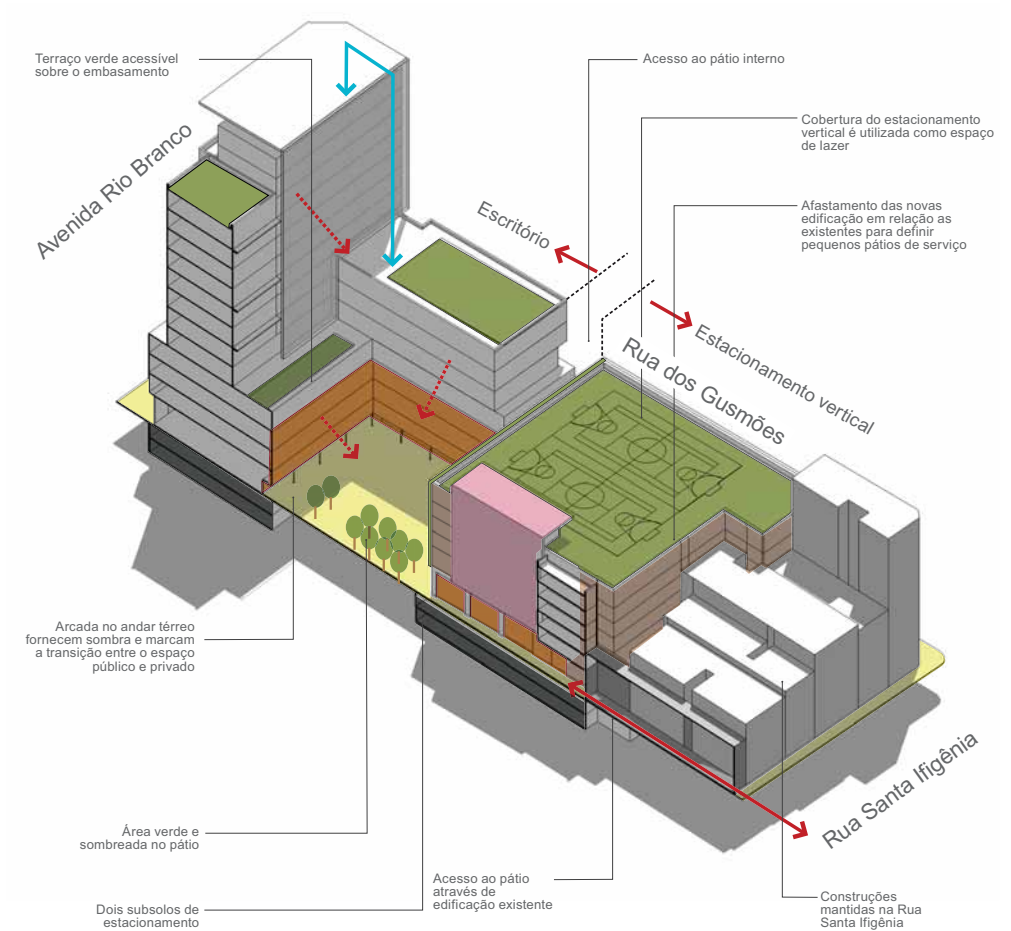 Terraço verde acessível
sobre o embasamento
Acesso ao pátio interno
Cobertura do estacionamento
vertical é utilizada como espaço
de lazer
Avenida Rio Branco
Escritório
Afastamento das novas
edificação em relação as
existentes para definir
pequenos pátios de serviço
Estacionamento vertical
Rua dos Gusmões
Arcada no andar térreo
fornecem sombra e marcam
a transição entre o espaço
público e privado
Rua Santa Ifigênia
Área verde e
sombreada no pátio
Acesso ao pátio
através de
edificação existente
Dois subsolos de
estacionamento
Construções
mantidas na Rua
Santa Ifigênia